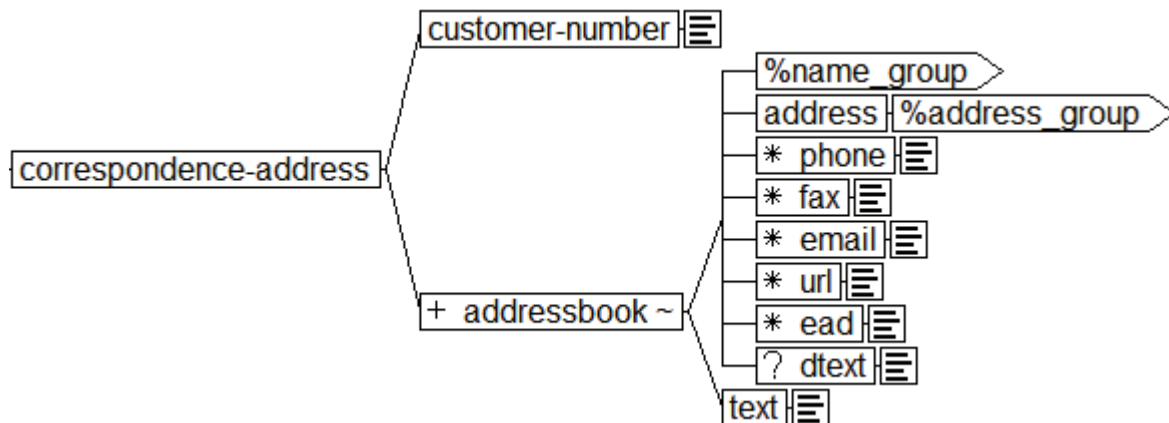 customer-number
%name_group
address %address_group
* phone
correspondence-address
* fax
* email
* url
+ addressbook ~
* ead
? dtext
text